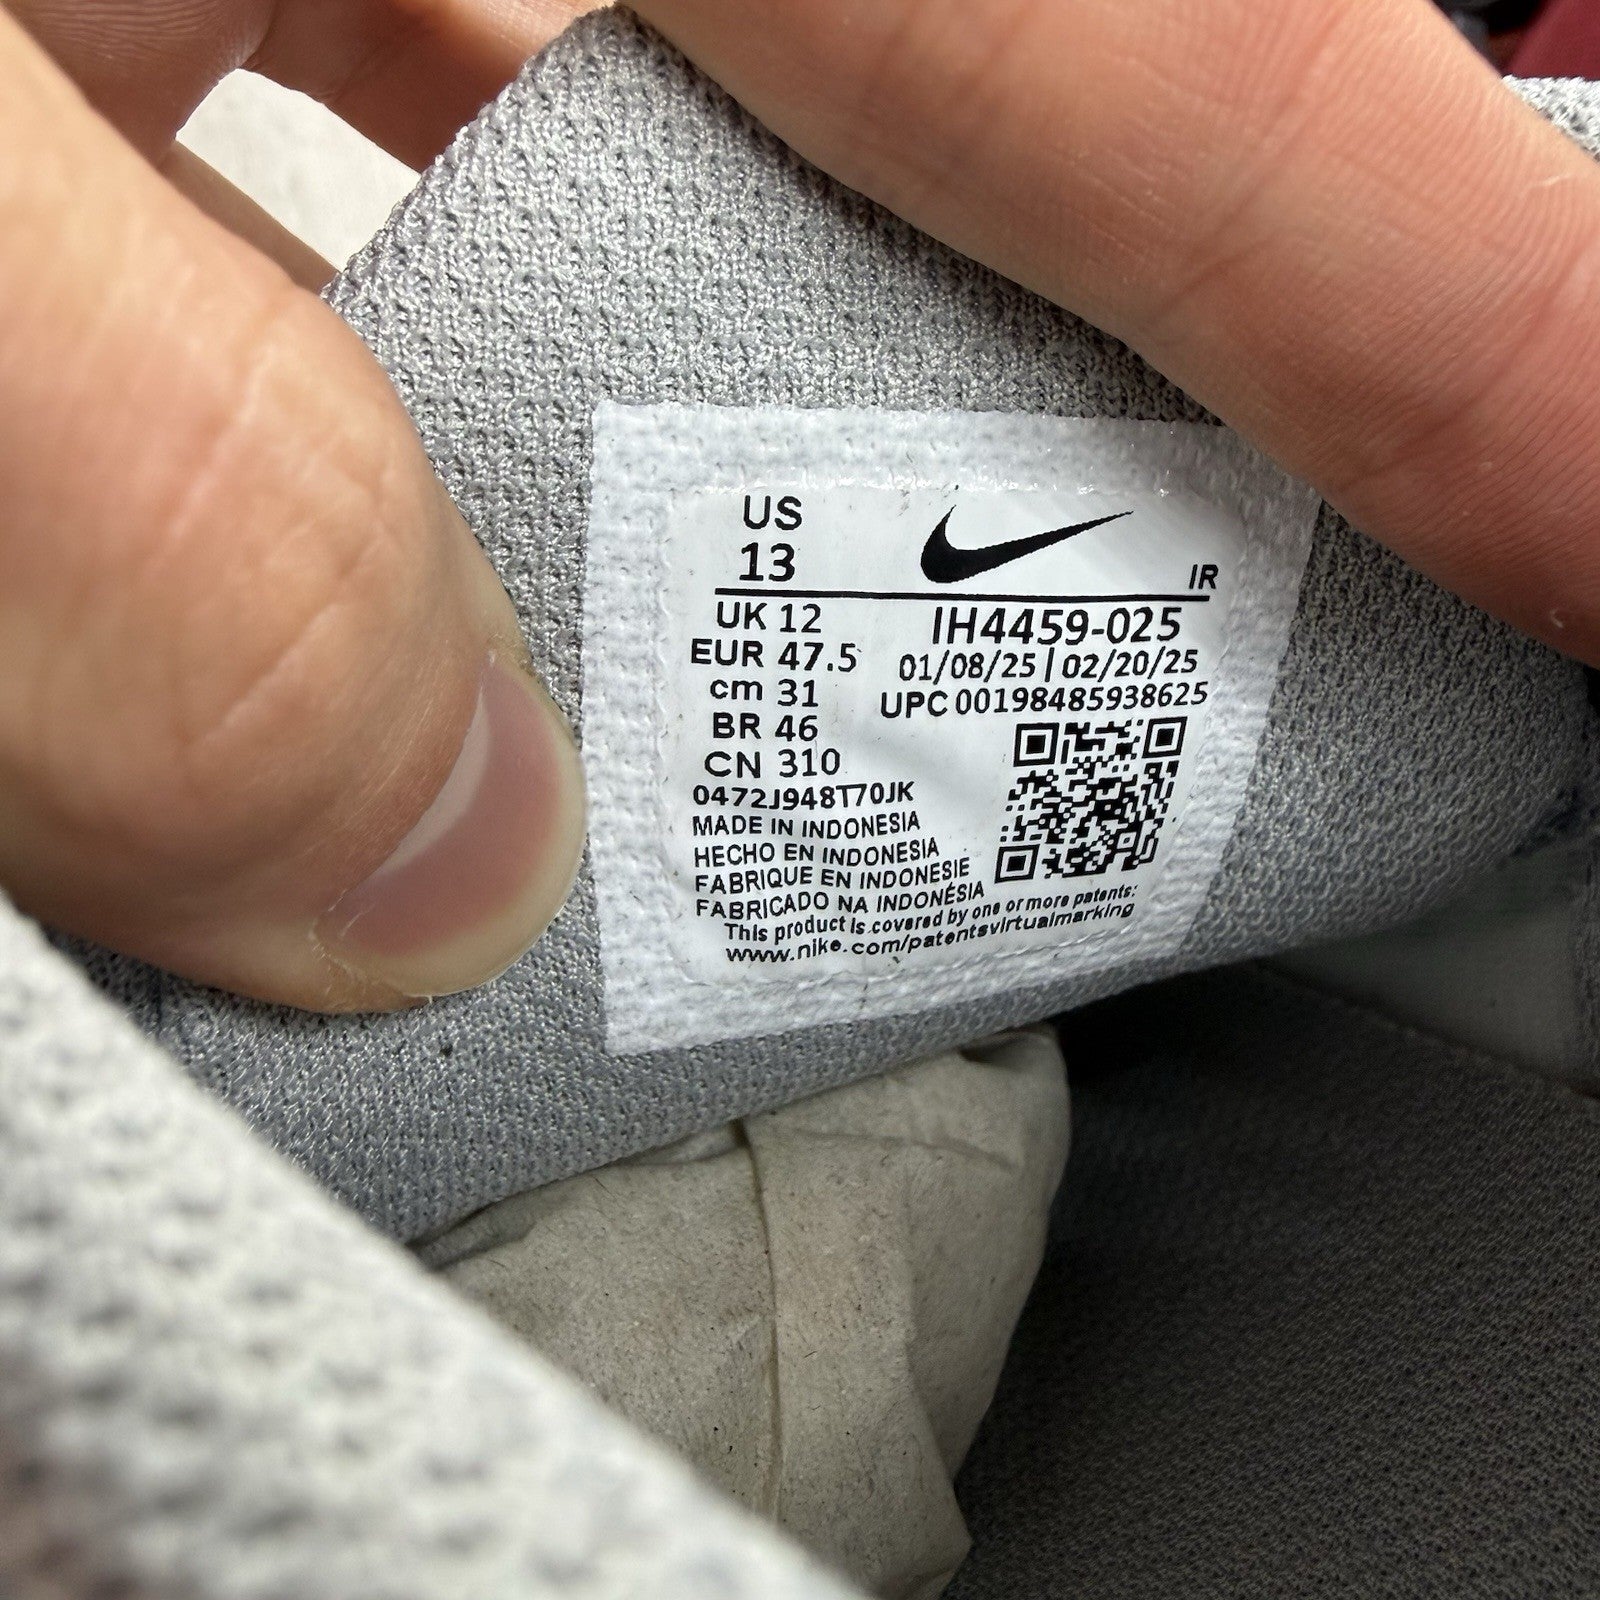 US
13
IR
UK 12
EUR 47.5
cm 31
BR 46
CN 310
IH4459-025
01/08/25 | 02/20/25
UPC 00198485938625
0472J948T70JK
MADE IN INDONESIA
HECHO EN INDONESIA
FABRIQUE EN INDONESIE
FABRICADO NA INDONÉSIA
This product is covered by one or more patents:
www.nike.com/patentsvirtualmarking